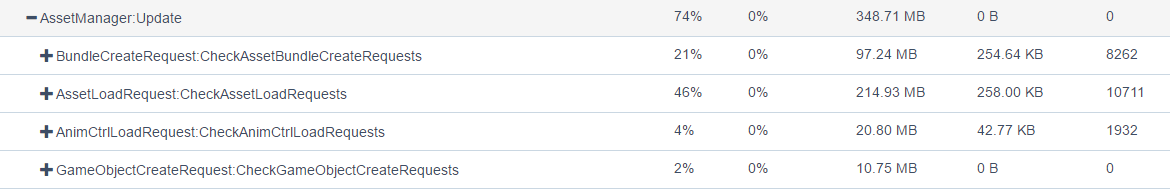 AssetManager:Update 74% 0% 348.71 MB 0 B 0
BundleCreateRequest:CheckAssetBundleCreateRequests 21% 0% 97.24 MB 254.64 KB 8262
AssetLoadRequest:CheckAssetLoadRequests 46% 0% 214.93 MB 258.00 KB 10711
AnimCtrlLoadRequest:CheckAnimCtrlLoadRequests 4% 0% 20.80 MB 42.77 KB 1932
GameObjectCreateRequest:CheckGameObjectCreateRequests 2% 0% 10.75 MB 0 B 0